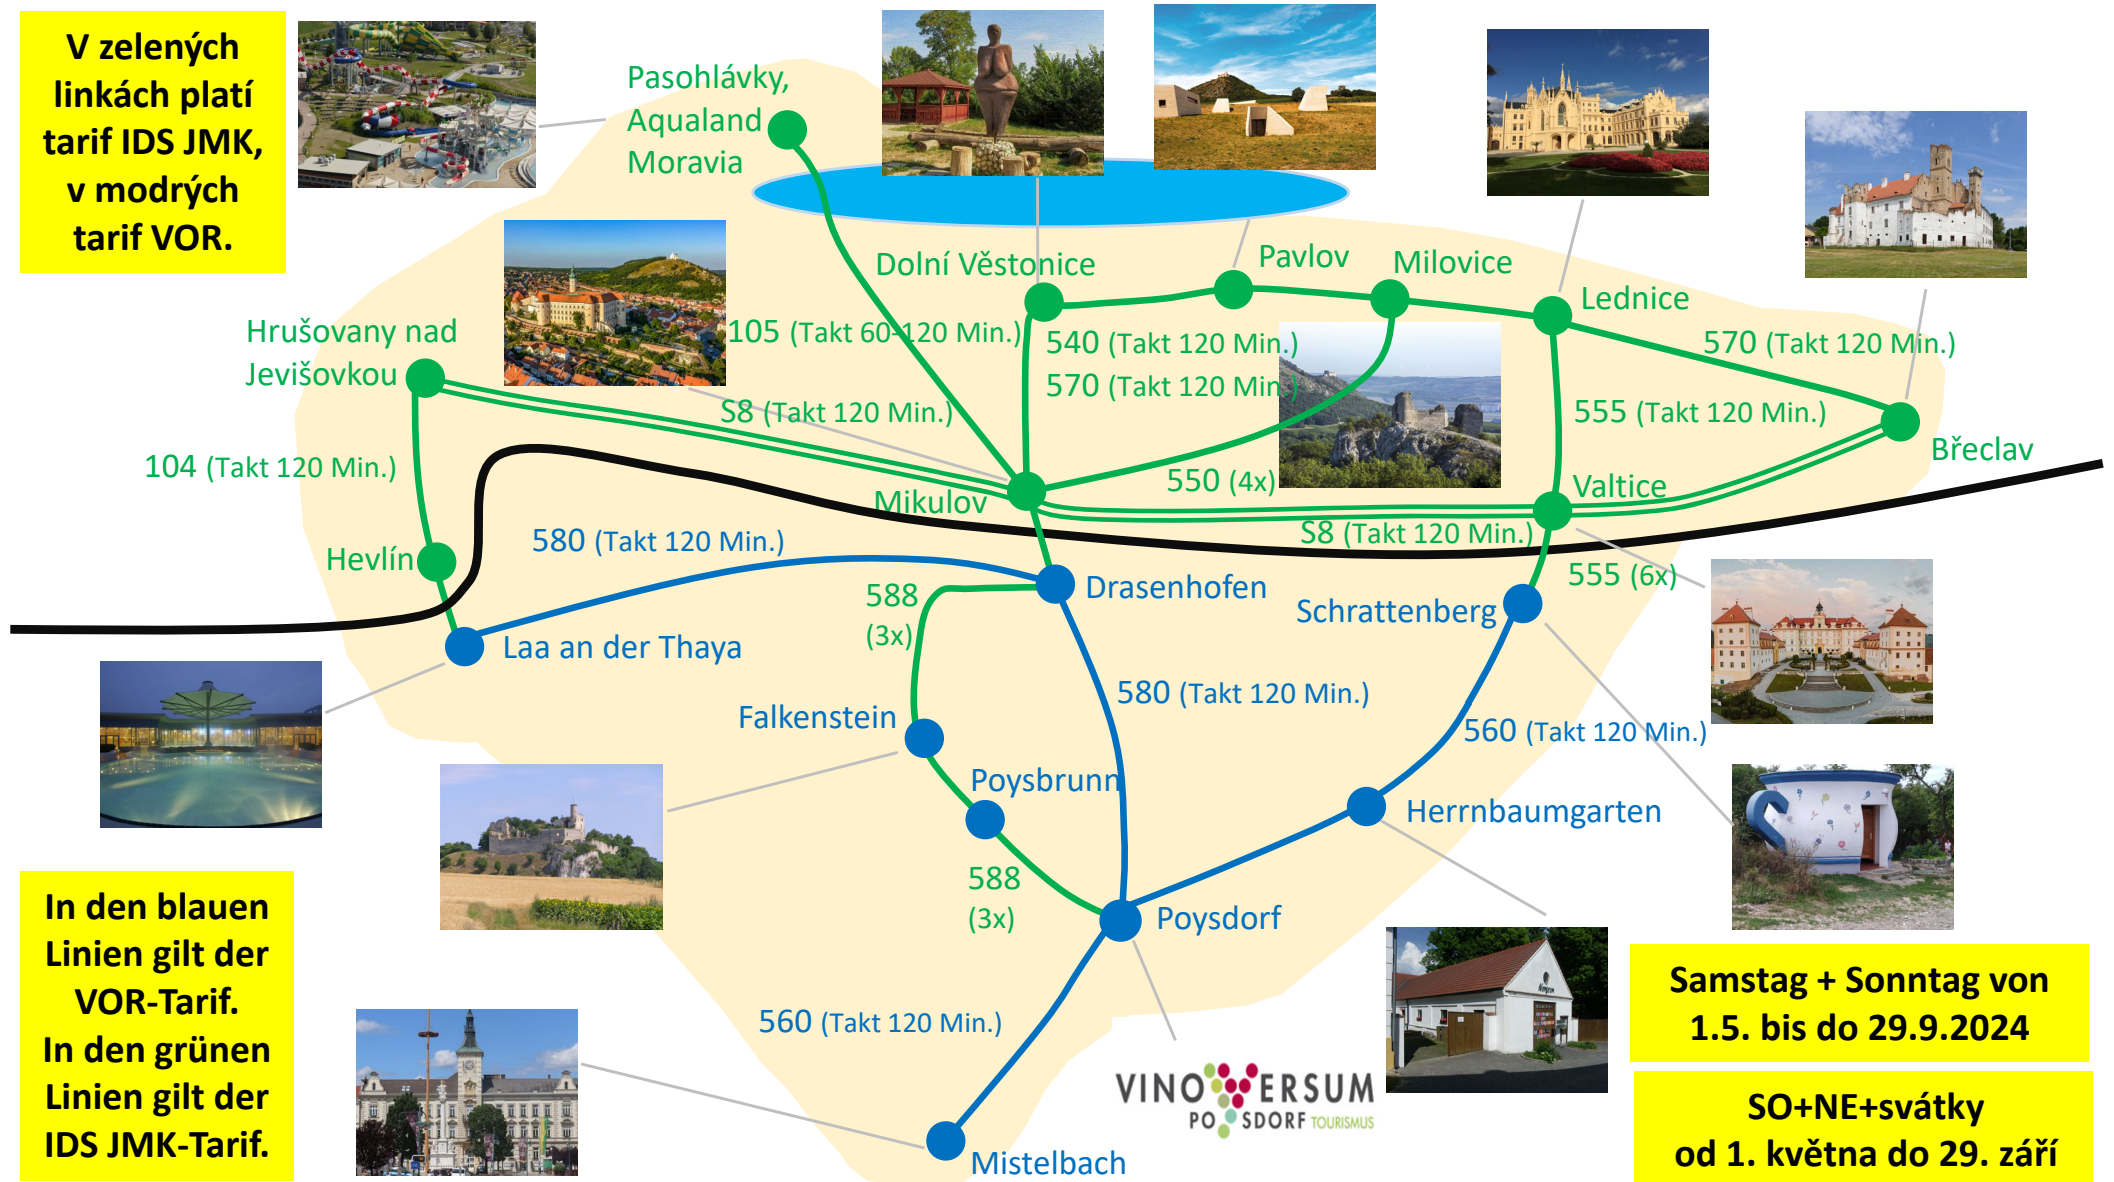 V zelených
linkách platí
tarif IDS JMK,
v modrých
tarif VOR.
Pasohlávky,
Aqualand
Moravia
Dolní Věstonice
Pavlov
Milovice
Lednice
Hrušovany nad
Jevišovkou
105 (Takt 60-120 Min.)
540 (Takt 120 Min.)
570 (Takt 120 Min.)
570 (Takt 120 Min.)
S8 (Takt 120 Min.)
555 (Takt 120 Min.)
Břeclav
104 (Takt 120 Min.)
550 (4x)
Mikulov
Valtice
S8 (Takt 120 Min.)
580 (Takt 120 Min.)
Hevlín
555 (6x)
588
(3x)
Drasenhofen
Schrattenberg
Laa an der Thaya
580 (Takt 120 Min.)
Falkenstein
560 (Takt 120 Min.)
Poysbrunn
Herrnbaumgarten
588
(3x)
Poysdorf
In den blauen
Linien gilt der
VOR-Tarif.
In den grünen
Linien gilt der
IDS JMK-Tarif.
560 (Takt 120 Min.)
Mistelbach
VINOVERSUM
POYSDORF TOURISMUS
Samstag + Sonntag von
1.5. bis do 29.9.2024
SO+NE+svátky
od 1. května do 29. září